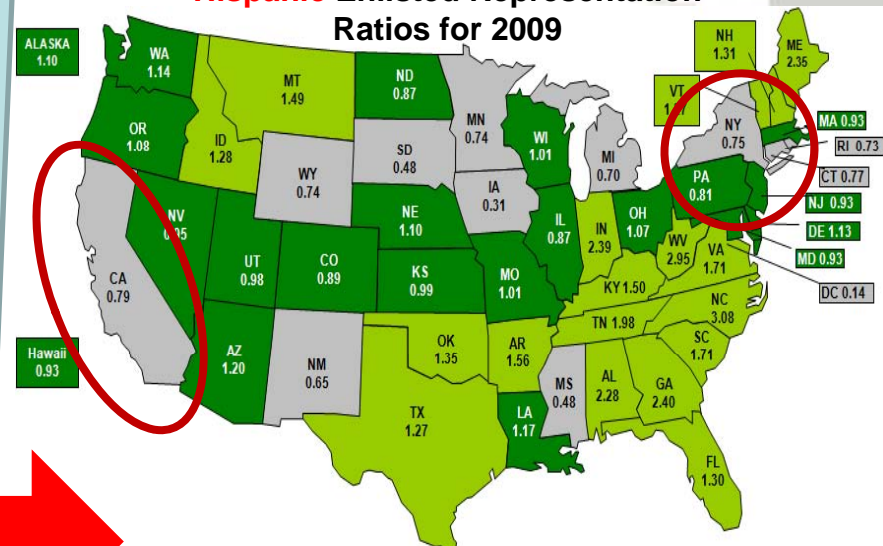 Hispanic Enlisted Representation
Ratios for 2009
ALASKA
1.10
WA
1.14
OR
1.08
CA
0.79
Hawaii
0.93
NV
ID
1.28
MT
1.49
WY
0.74
UT
0.98
AZ
1.20
CO
0.89
NM
0.65
ND
0.87
SD
0.48
NE
1.10
KS
0.99
OK
1.35
TX
1.27
MN
0.74
IA
0.31
MO
1.01
AR
1.56
LA
1.17
WI
1.01
IL
0.87
MS
0.48
MI
0.70
IN
2.39
OH
1.07
KY 1.50
TN 1.98
AL
2.28
GA
2.40
FL
1.30
SC
1.71
NC
3.08
VA
1.71
WV
2.95
PA
0.81
NY
0.75
VT
NH
1.31
ME
2.35
MA 0.93
RI 0.73
CT 0.77
NJ 0.93
DE 1.13
MD 0.93
DC 0.14